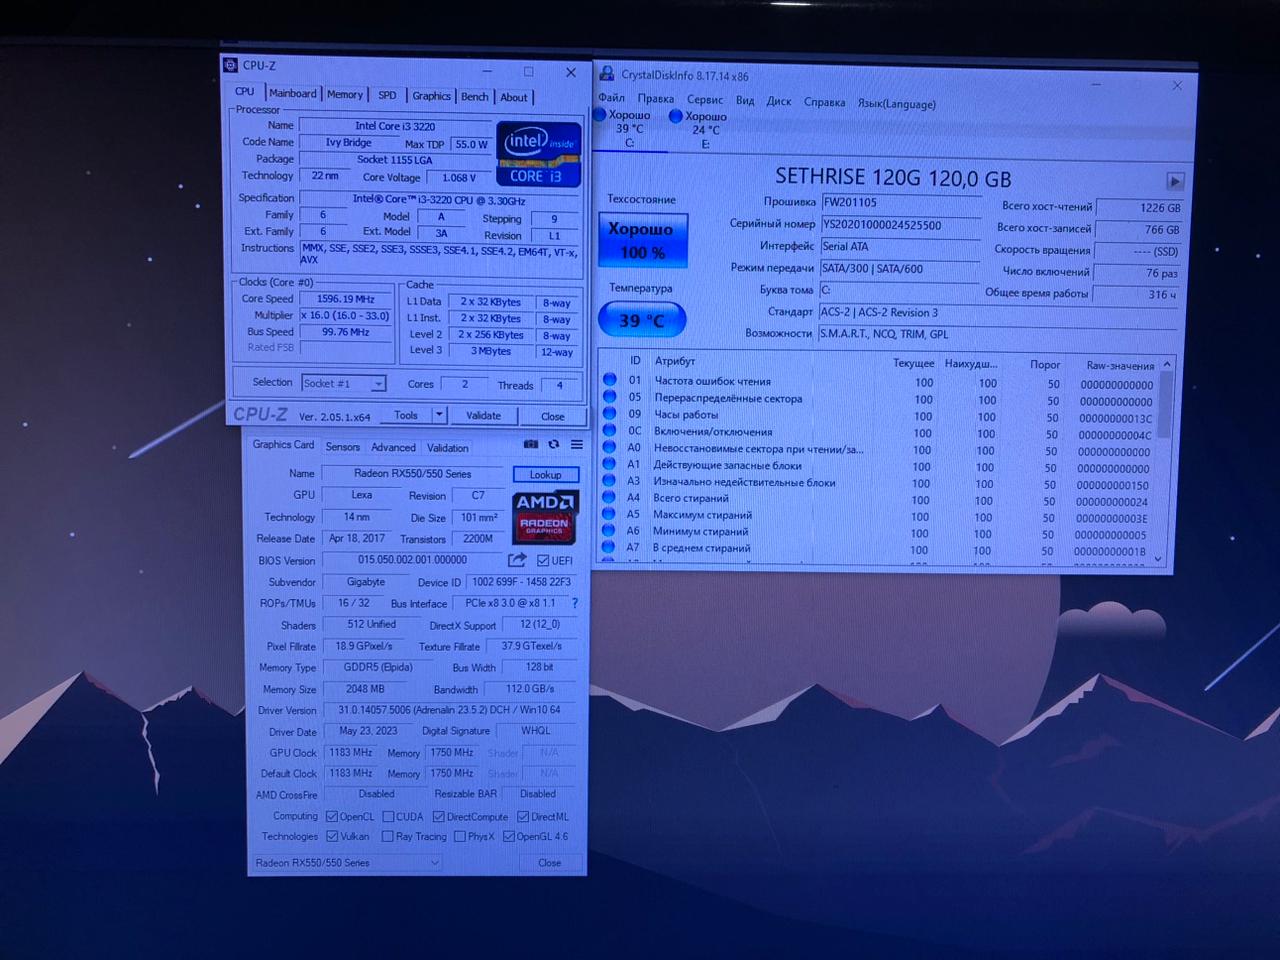 CPU-Z
CPU Mainboard Memory SPD Graphics Bench About
Processor
Name Intel Core i3 3220
Code Name Ivy Bridge Max TDP 55.0 W
Package Socket 1155 LGA
Technology 22 nm Core Voltage 1.068 V
intel inside CORE i3
Specification Intel® Core™ i3-3220 CPU @ 3.30GHz
Family 6 Model A Stepping 9
Ext. Family 6 Ext. Model 3A Revision L1
Instructions MMX, SSE, SSE2, SSE3, SSSE3, SSE4.1, SSE4.2, EM64T, VT-x,
AVX
Clocks (Core #0)
Core Speed 1596.19 MHz
Multiplier x 16.0 (16.0 - 33.0)
Bus Speed 99.76 MHz
Rated FSB
Cache
L1 Data 2 x 32 KBytes 8-way
L1 Inst. 2 x 32 KBytes 8-way
Level 2 2 x 256 KBytes 8-way
Level 3 3 MBytes 12-way
Selection Socket #1 Cores 2 Threads 4
CPU-Z Ver. 2.05.1.x64 Tools Validate Close
Graphics Card Sensors Advanced Validation
Name Radeon RX550/550 Series Lookup
GPU Lexa Revision C7
Technology 14 nm Die Size 101 mm²
Release Date Apr 18, 2017 Transistors 2200M
AMD RADEON GRAPHICS
BIOS Version 015.050.002.001.000000 UEFI
Subvendor Gigabyte Device ID 1002 699F - 1458 22F3
ROPs/TMUs 16 / 32 Bus Interface PCIe x8 3.0 @ x8 1.1 ?
Shaders 512 Unified DirectX Support 12 (12_0)
Pixel Fillrate 18.9 GPixel/s Texture Fillrate 37.9 GTexel/s
Memory Type GDDR5 (Elpida) Bus Width 128 bit
Memory Size 2048 MB Bandwidth 112.0 GB/s
Driver Version 31.0.14057.5006 (Adrenalin 23.5.2) DCH / Win10 64
Driver Date May 23, 2023 Digital Signature WHQL
GPU Clock 1183 MHz Memory 1750 MHz Shader N/A
Default Clock 1183 MHz Memory 1750 MHz Shader N/A
AMD CrossFire Disabled Resizable BAR Disabled
Computing OpenCL CUDA DirectCompute DirectML
Technologies Vulkan Ray Tracing PhysX OpenGL 4.6
Radeon RX550/550 Series Close
CrystalDiskInfo 8.17.14 x86
Файл Правка Сервис Вид Диск Справка Язык(Language)
Хорошо Хорошо
39 °C 24 °C
C: E:
SETHRISE 120G 120,0 GB
Техсостояние
Хорошо
100 %
Температура
39 °C
Прошивка FW201105
Серийный номер YS20201000024525500
Интерфейс Serial ATA
Режим передачи SATA/300 | SATA/600
Буква тома C:
Стандарт ACS-2 | ACS-2 Revision 3
Возможности S.M.A.R.T., NCQ, TRIM, GPL
Всего хост-чтений 1226 GB
Всего хост-записей 766 GB
Скорость вращения ---- (SSD)
Число включений 76 раз
Общее время работы 316 ч
ID Атрибут Текущее Наихудш... Порог Raw-значения
01 Частота ошибок чтения 100 100 50 000000000000
05 Перераспределённые сектора 100 100 50 000000000000
09 Часы работы 100 100 50 00000000013C
0C Включения/отключения 100 100 50 00000000004C
A0 Невосстановимые сектора при чтении/за... 100 100 50 000000000000
A1 Действующие запасные блоки 100 100 50 000000000000
A3 Изначально недействительные блоки 100 100 50 000000000150
A4 Всего стираний 100 100 50 000000000024
A5 Максимум стираний 100 100 50 00000000003E
A6 Минимум стираний 100 100 50 000000000005
A7 В среднем стираний 100 100 50 00000000001B